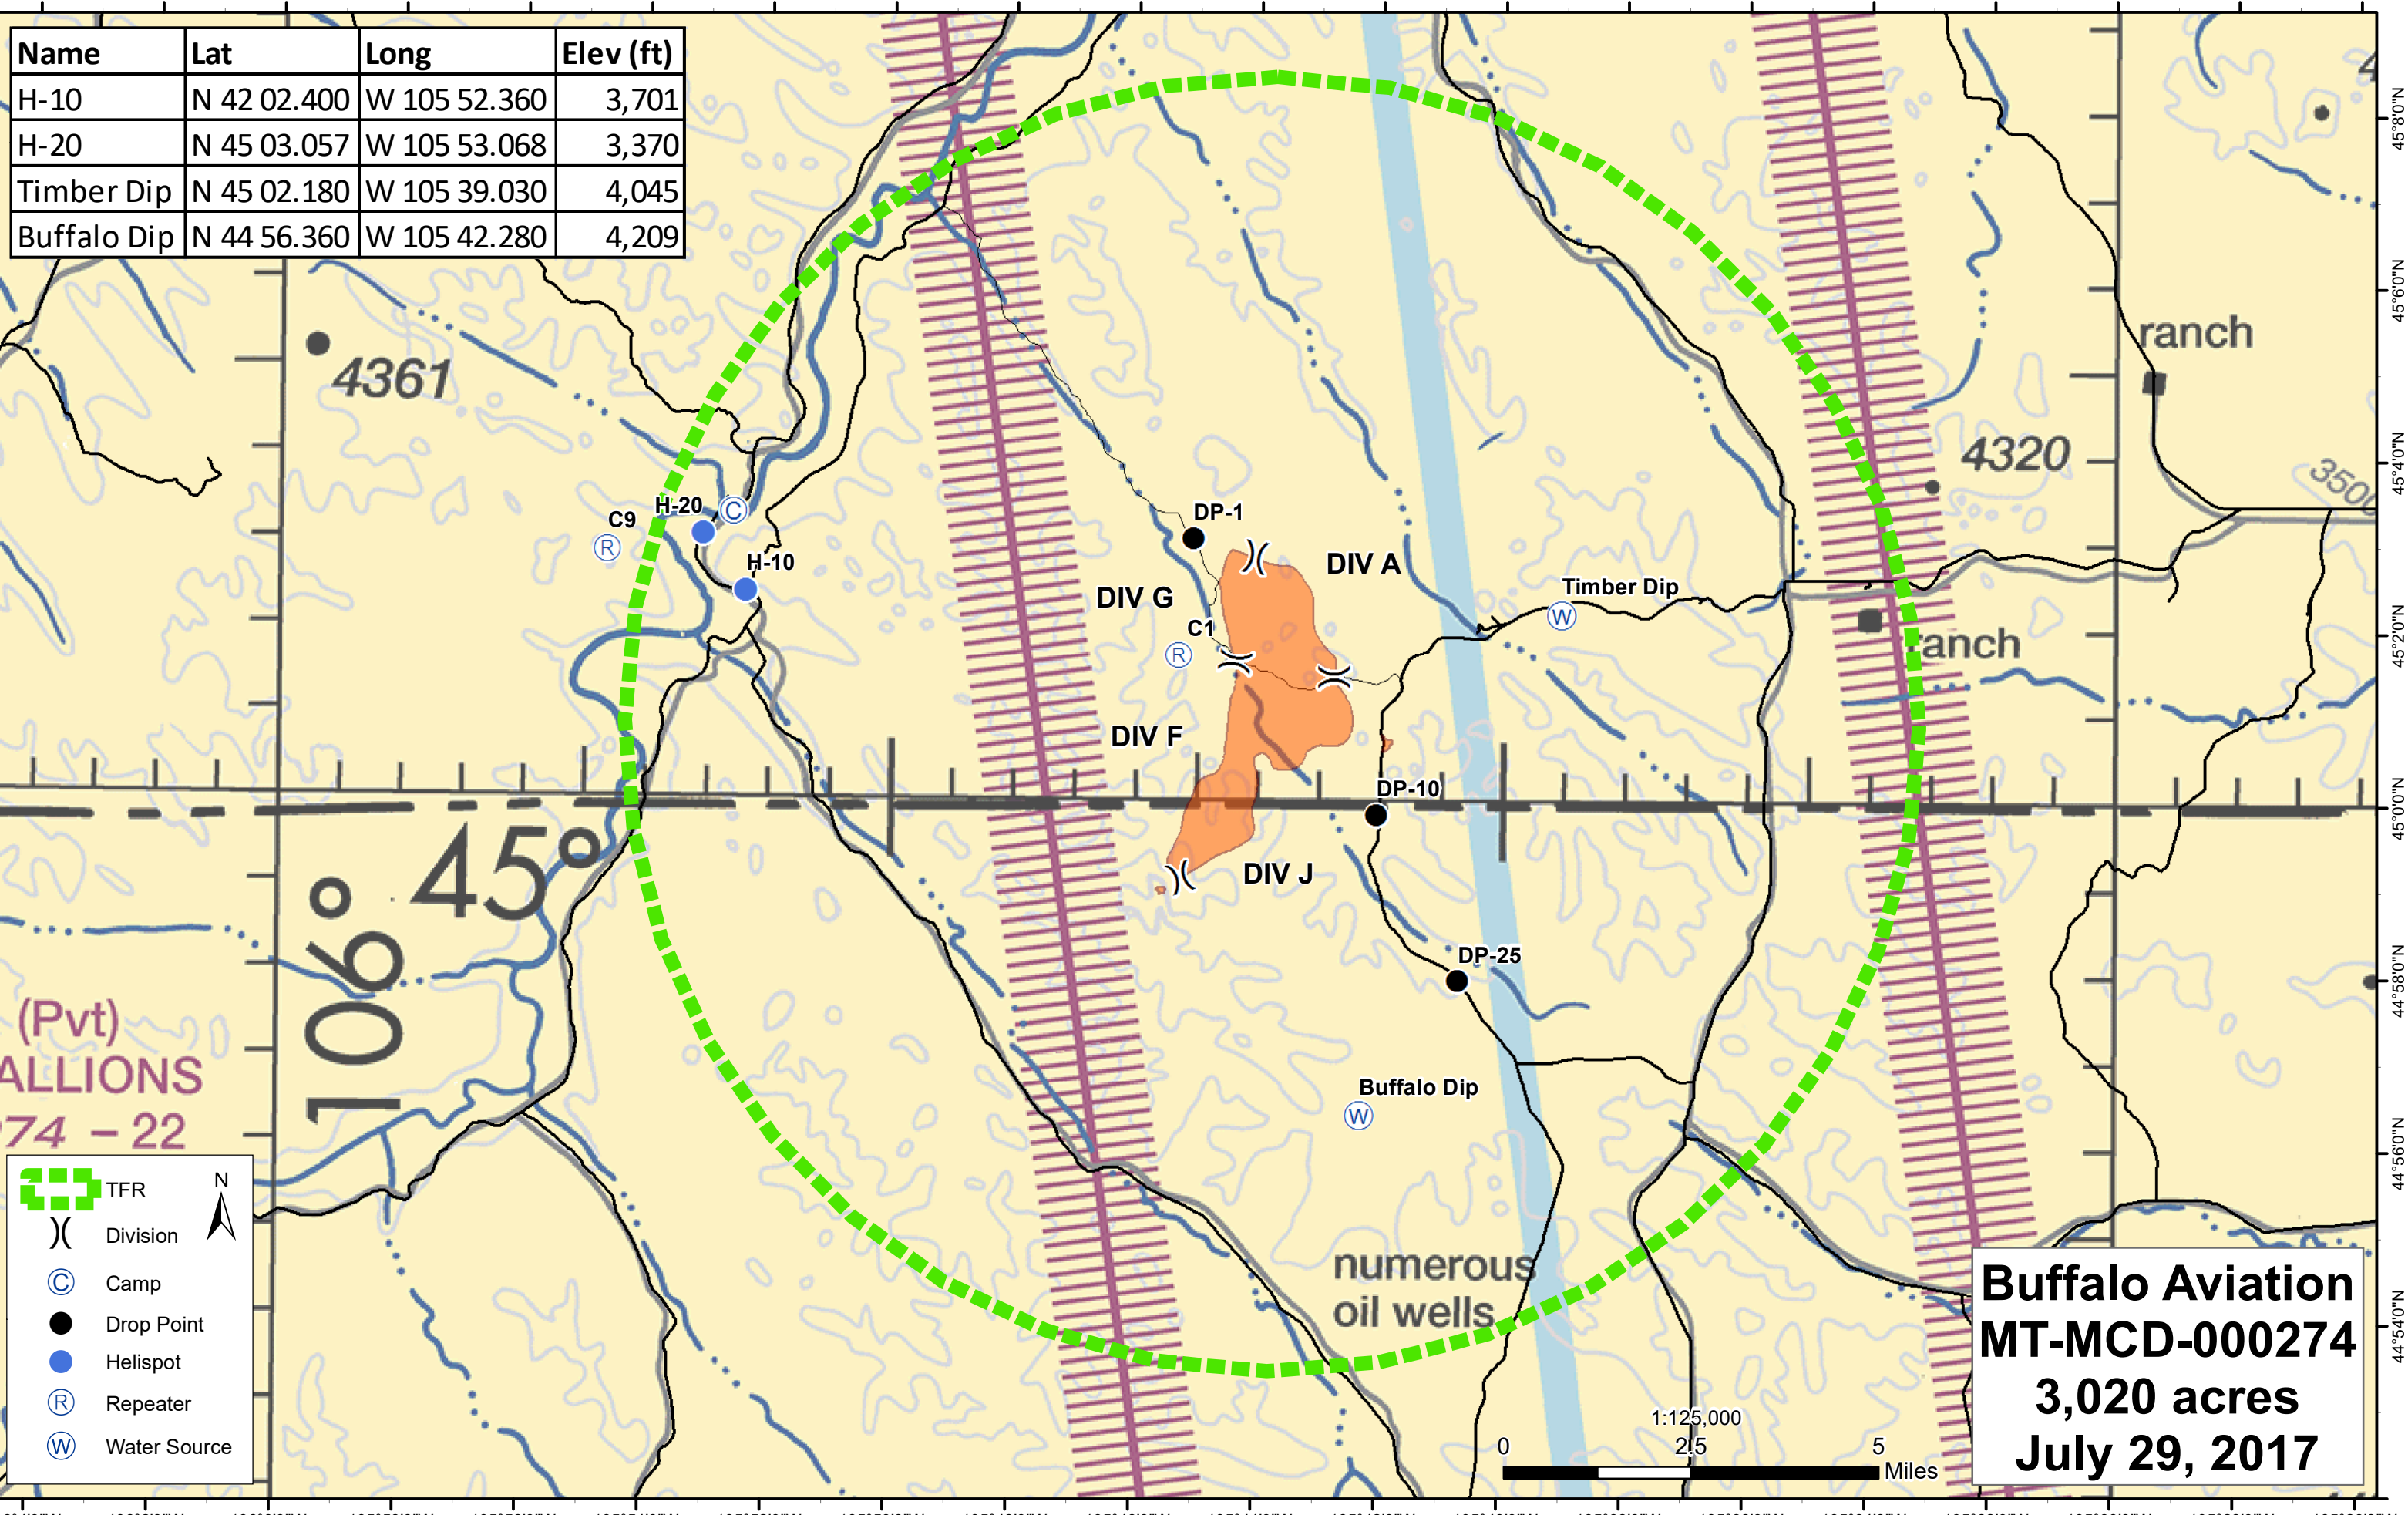 Name Lat Long Elev (ft)
H-10 N 42 02.400 W 105 52.360 3,701
H-20 N 45 03.057 W 105 53.068 3,370
Timber Dip N 45 02.180 W 105 39.030 4,045
Buffalo Dip N 44 56.360 W 105 42.280 4,209
45°8'0"N
45°6'0"N
ranch
4361
45°4'0"N
4320
3500
H-20
C
C9
R
DP-1
H-10
DIV A
Timber Dip
W
DIV G
C1
R
45°2'0"N
ranch
DIV F
DP-10
45°0'0"N
45°
106°
DIV J
DP-25
44°58'0"N
(Pvt)
ALLIONS
74 - 22
Buffalo Dip
W
44°56'0"N
numerous
oil wells
44°54'0"N
TFR
N
Division
C Camp
Drop Point
Helispot
R Repeater
W Water Source
1:125,000
0 2.5 5
Miles
Buffalo Aviation
MT-MCD-000274
3,020 acres
July 29, 2017